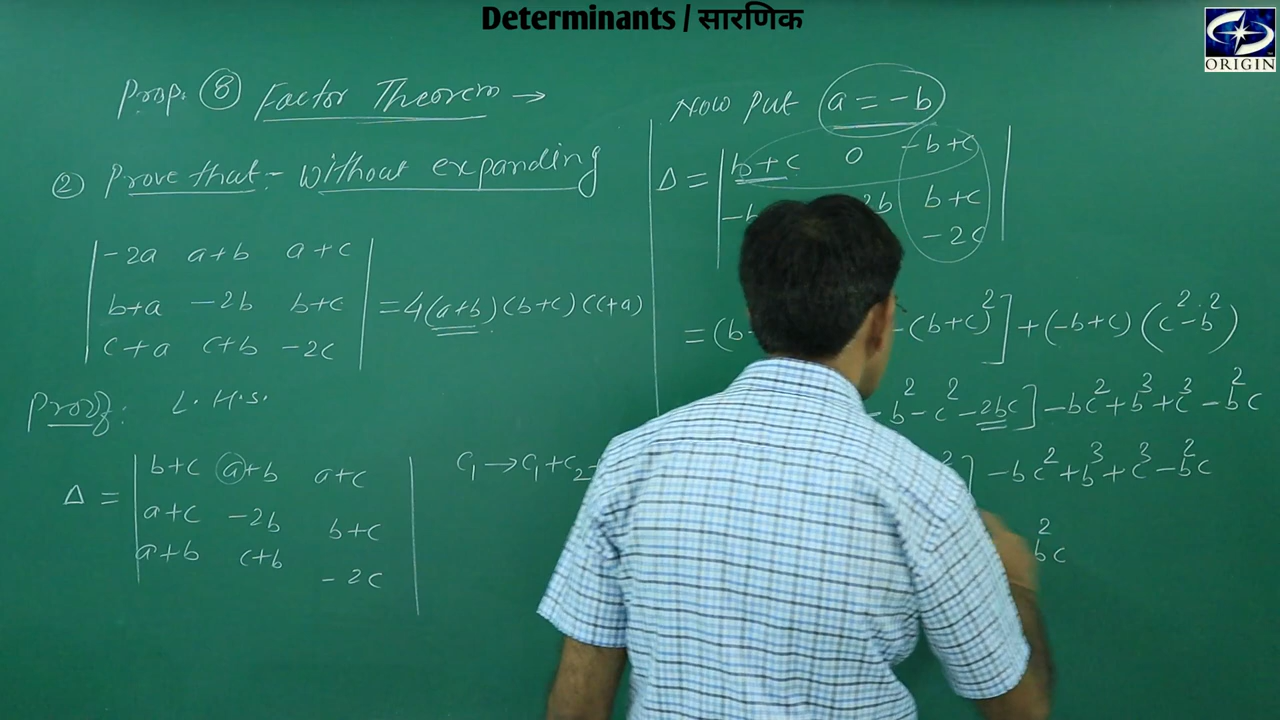 Determinants / सारणिक
ORIGIN
Prop. ⑧ Factor Theorem →
② Prove that:- Without expanding
| -2a a+b a+c |
| b+a -2b b+c | = 4(a+b)(b+c)(c+a)
| c+a c+b -2c |
Proof: L.H.S.
| b+c a+b a+c | C₁→C₁+C₂
Δ = | a+c -2b b+c |
| a+b c+b -2c |
Now Put a = -b
Δ = | b+c 0 -b+c |
-b 2b b+c
-2c
= (b -(b+c)²] + (-b+c)(c²-b²)
-b²-c²-2bc] -bc²+b³+c³-b²c
] -bc²+b³+c³-b²c
b²c